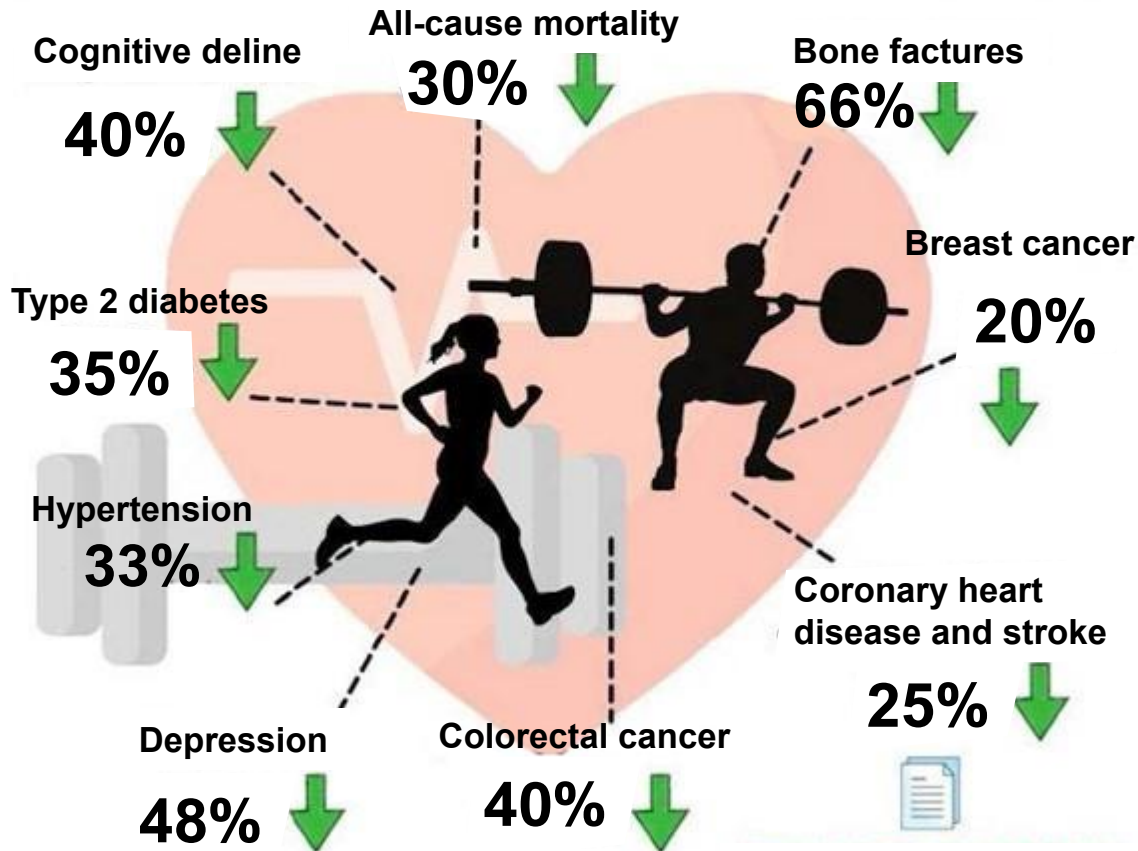 All-cause mortality
30%
Cognitive deline
40%
Bone factures
66%
Breast cancer
20%
Type 2 diabetes
35%
Hypertension
33%
Coronary heart
disease and stroke
25%
Depression
48%
Colorectal cancer
40%